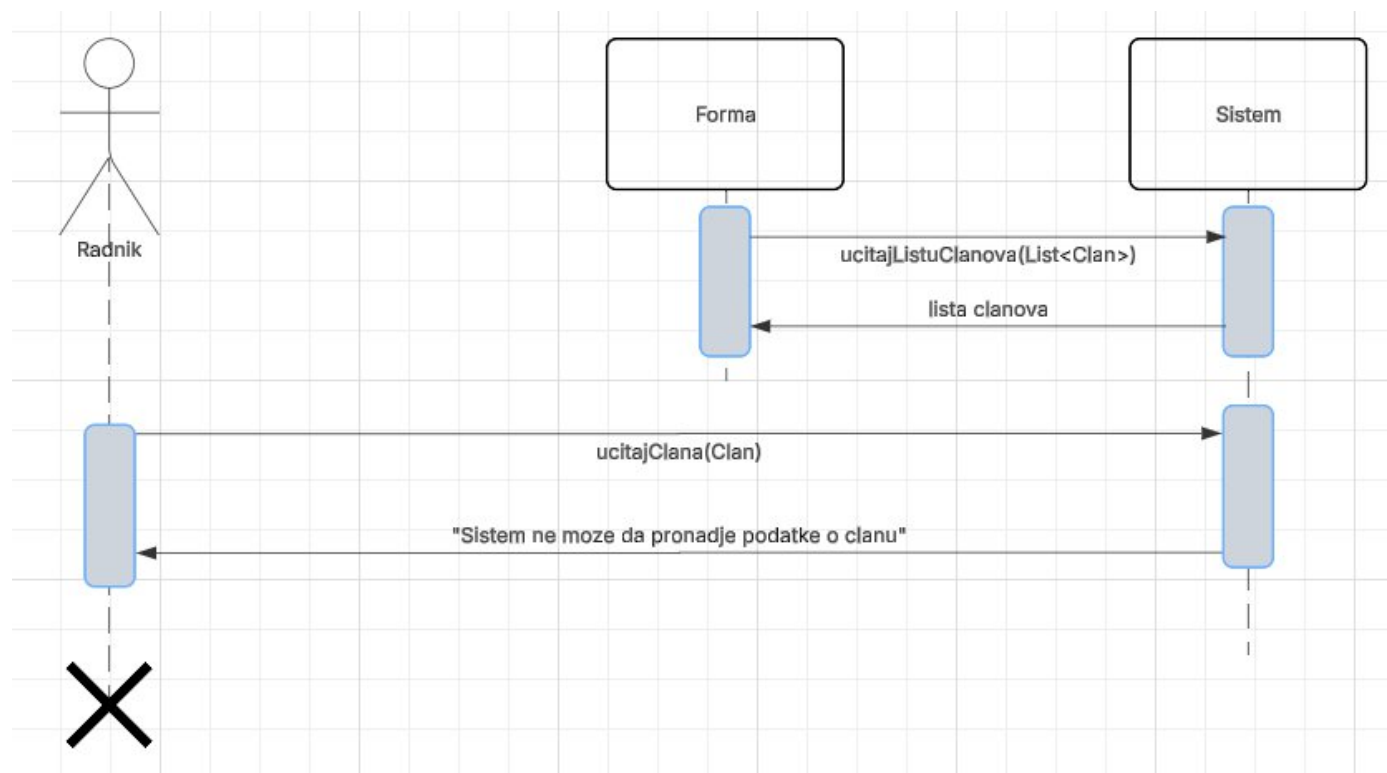 Forma
Sistem
Radnik
ucitajListuClanova(List<Clan>)
lista clanova
ucitajClana(Clan)
"Sistem ne moze da pronadje podatke o clanu"